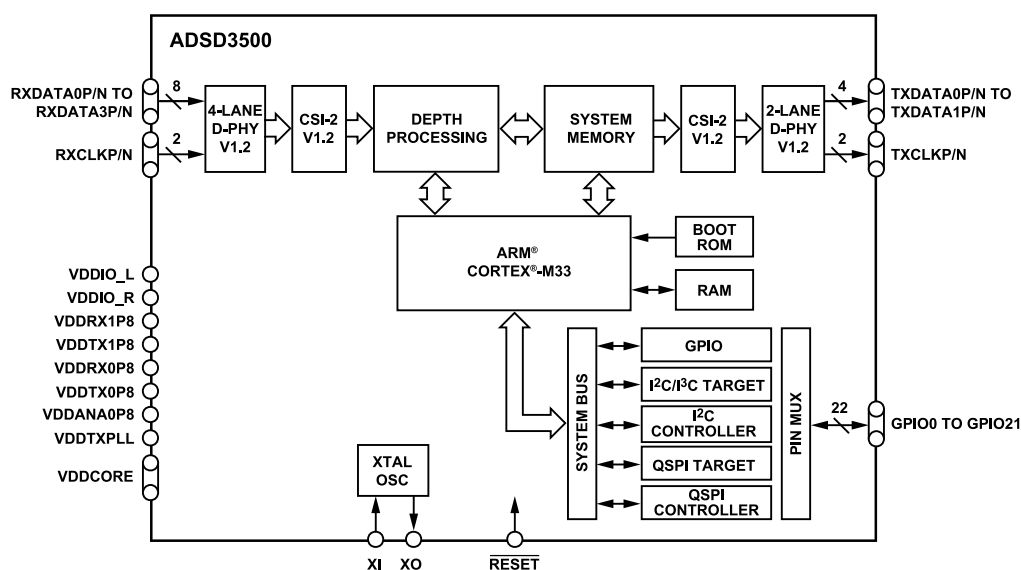 ADSD3500
RXDATA0P/N TO
RXDATA3P/N
8
RXCLKP/N
2
4-LANE
D-PHY
V1.2
CSI-2
V1.2
DEPTH
PROCESSING
SYSTEM
MEMORY
CSI-2
V1.2
2-LANE
D-PHY
V1.2
4
TXDATA0P/N TO
TXDATA1P/N
2
TXCLKP/N
ARM®
CORTEX®-M33
BOOT
ROM
RAM
VDDIO_L
VDDIO_R
VDDRX1P8
VDDTX1P8
VDDRX0P8
VDDTX0P8
VDDANA0P8
VDDTXPLL
VDDCORE
SYSTEM BUS
GPIO
I²C/I³C TARGET
I²C
CONTROLLER
QSPI TARGET
QSPI
CONTROLLER
PIN MUX
22
GPIO0 TO GPIO21
XTAL
OSC
XI
XO
RESET